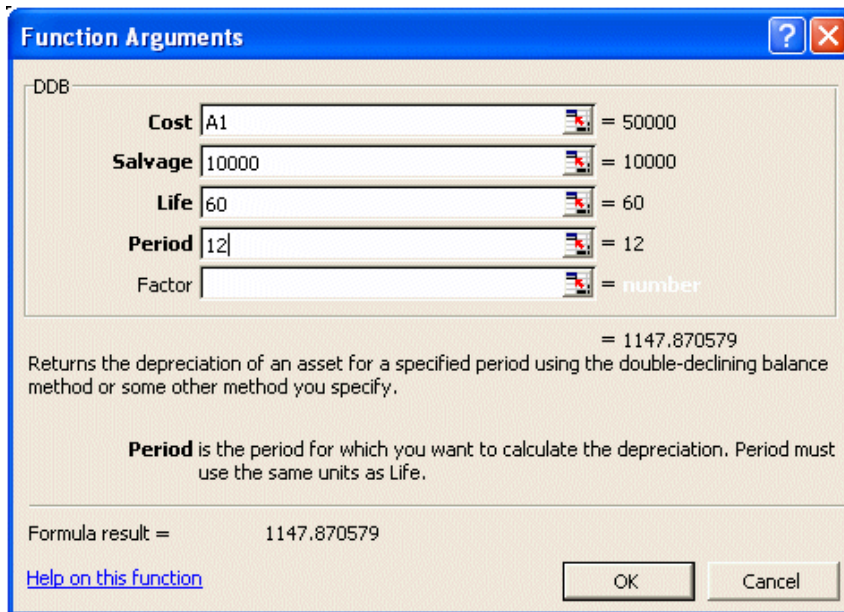 Function Arguments
DDB
Cost A1 = 50000
Salvage 10000 = 10000
Life 60 = 60
Period 12 = 12
Factor = number
= 1147.870579
Returns the depreciation of an asset for a specified period using the double-declining balance
method or some other method you specify.
Period is the period for which you want to calculate the depreciation. Period must
use the same units as Life.
Formula result = 1147.870579
Help on this function
OK Cancel